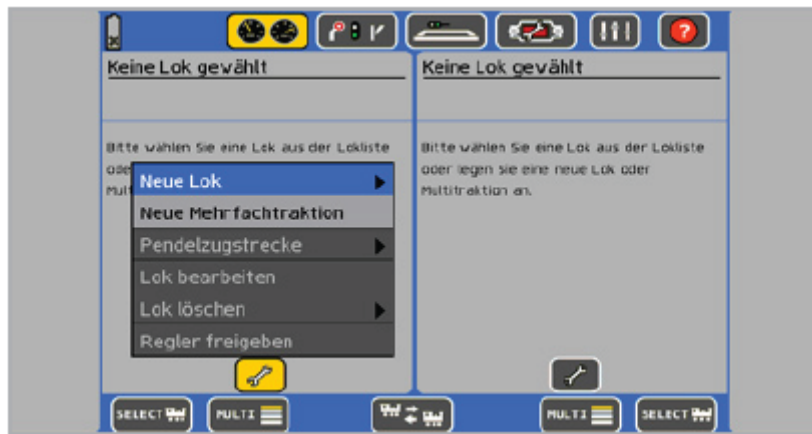 ?
Keine Lok gewählt
Keine Lok gewählt
Bitte wählen Sie eine Lok aus der Lokliste
oder legen sie eine neue Lok oder
Multitraktion an.
Bitte wählen Sie eine Lok aus der Lokliste
Neue Lok
Neue Mehrfachtraktion
Pendelzugstrecke
Lok bearbeiten
Lok löschen
Regler freigeben
SELECT
MULTI
MULTI
SELECT